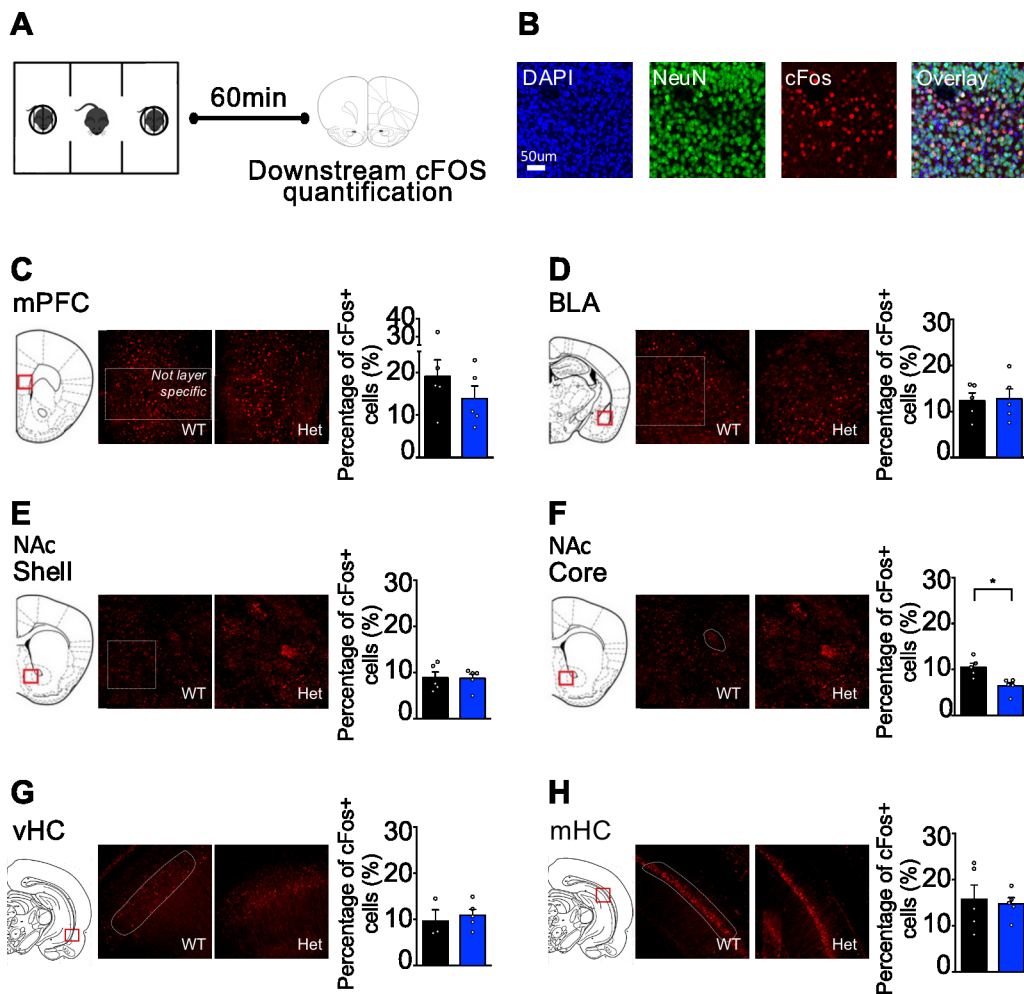 A
60min
Downstream cFOS
quantification
B
DAPI
NeuN
cFos
Overlay
50um
C
mPFC
Not layer
specific
WT
Het
Percentage of cFos+
cells (%)
40
30
20
10
0
D
BLA
WT
Het
Percentage of cFos+
cells (%)
30
20
10
0
E
NAc
Shell
WT
Het
Percentage of cFos+
cells (%)
30
20
10
0
F
NAc
Core
WT
Het
Percentage of cFos+
cells (%)
30
20
10
0
*
G
vHC
WT
Het
Percentage of cFos+
cells (%)
30
20
10
0
H
mHC
WT
Het
Percentage of cFos+
cells (%)
30
20
10
0